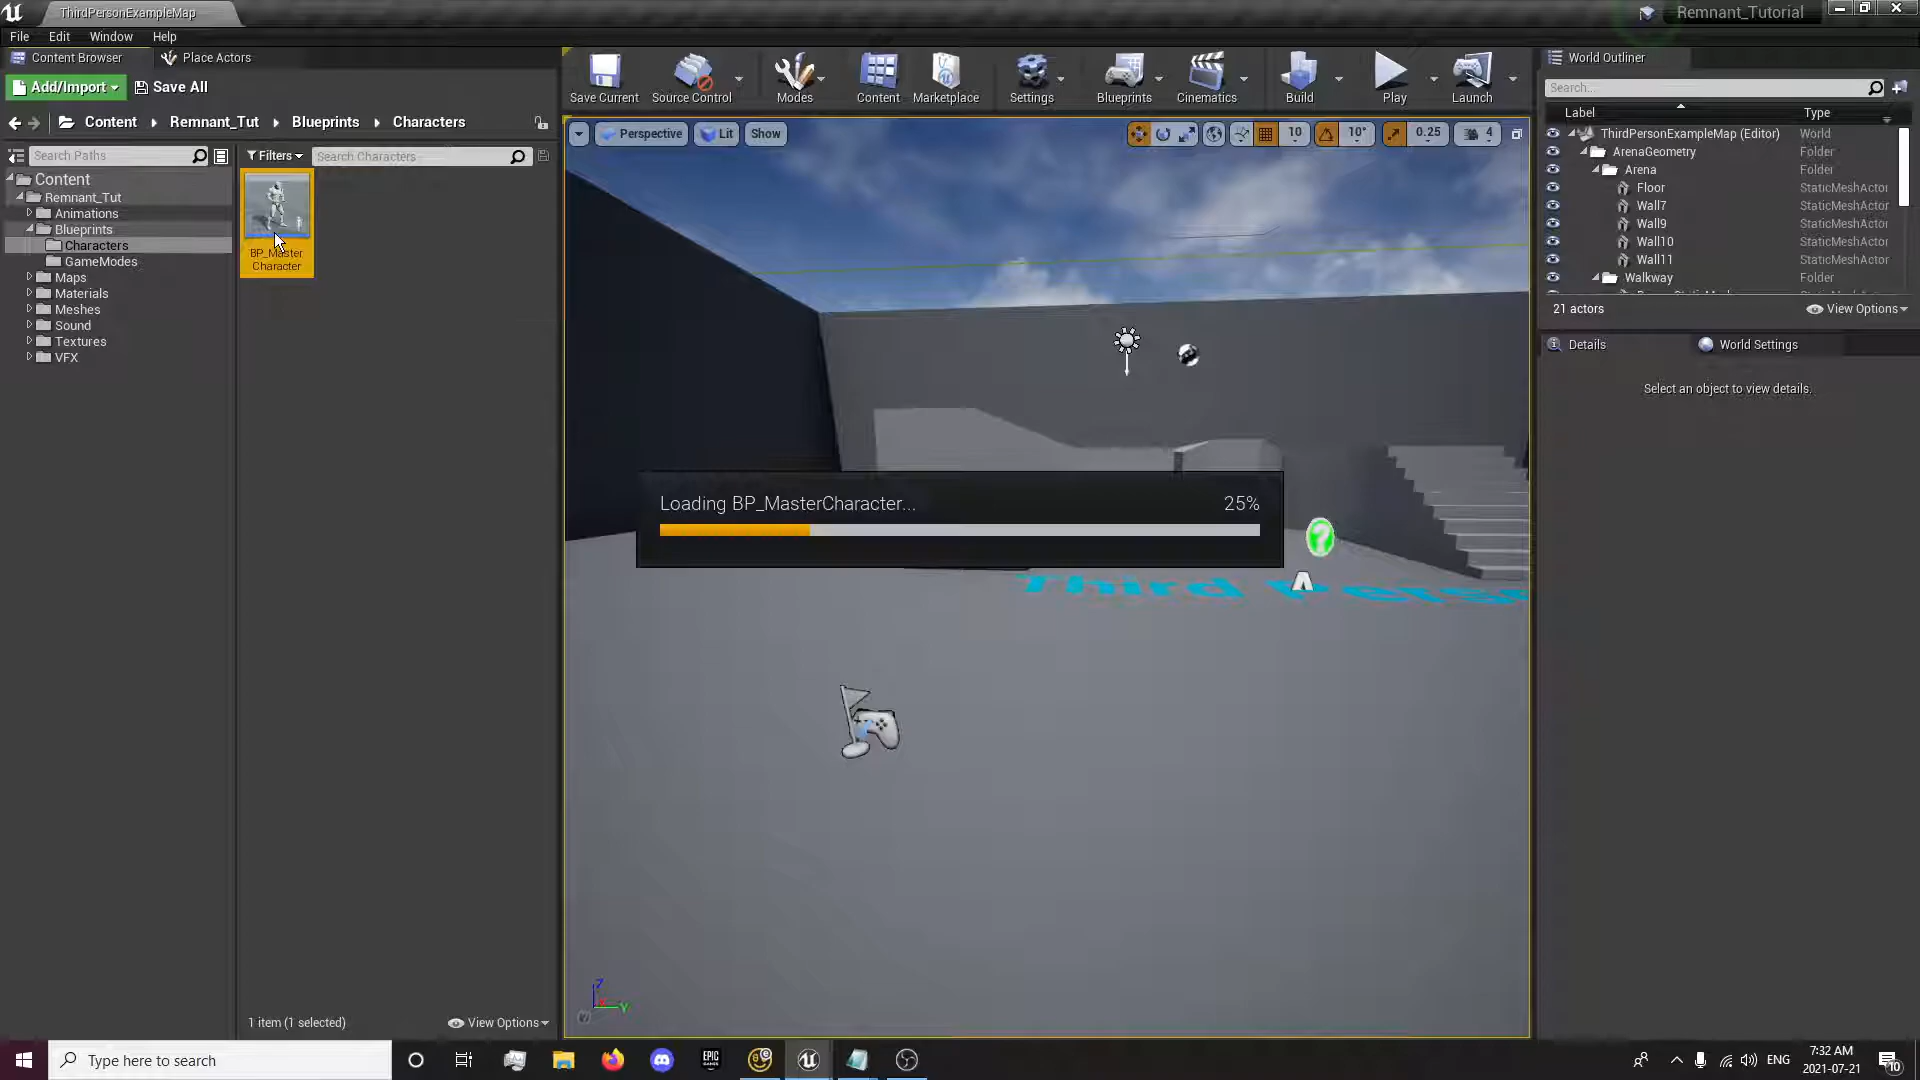 ThirdPersonExampleMap
Remnant_Tutorial
File Edit Window Help
Content Browser Place Actors
Add/Import Save All
Content Remnant_Tut Blueprints Characters
Search Paths
Filters Search Characters
Content
Remnant_Tut
Animations
Blueprints
Characters
GameModes
Maps
Materials
Meshes
Sound
Textures
VFX
BP_Master
Character
1 item (1 selected) View Options
Save Current Source Control Modes Content Marketplace Settings Blueprints Cinematics Build Play Launch
Perspective Lit Show 10 10° 0.25 4
Loading BP_MasterCharacter... 25%
Third
Z
Y
World Outliner
Search...
Label Type
ThirdPersonExampleMap (Editor) World
ArenaGeometry Folder
Arena Folder
Floor StaticMeshActor
Wall7 StaticMeshActor
Wall9 StaticMeshActor
Wall10 StaticMeshActor
Wall11 StaticMeshActor
Walkway Folder
21 actors View Options
Details World Settings
Select an object to view details.
Type here to search
EPIC
ENG
7:32 AM
2021-07-21
10